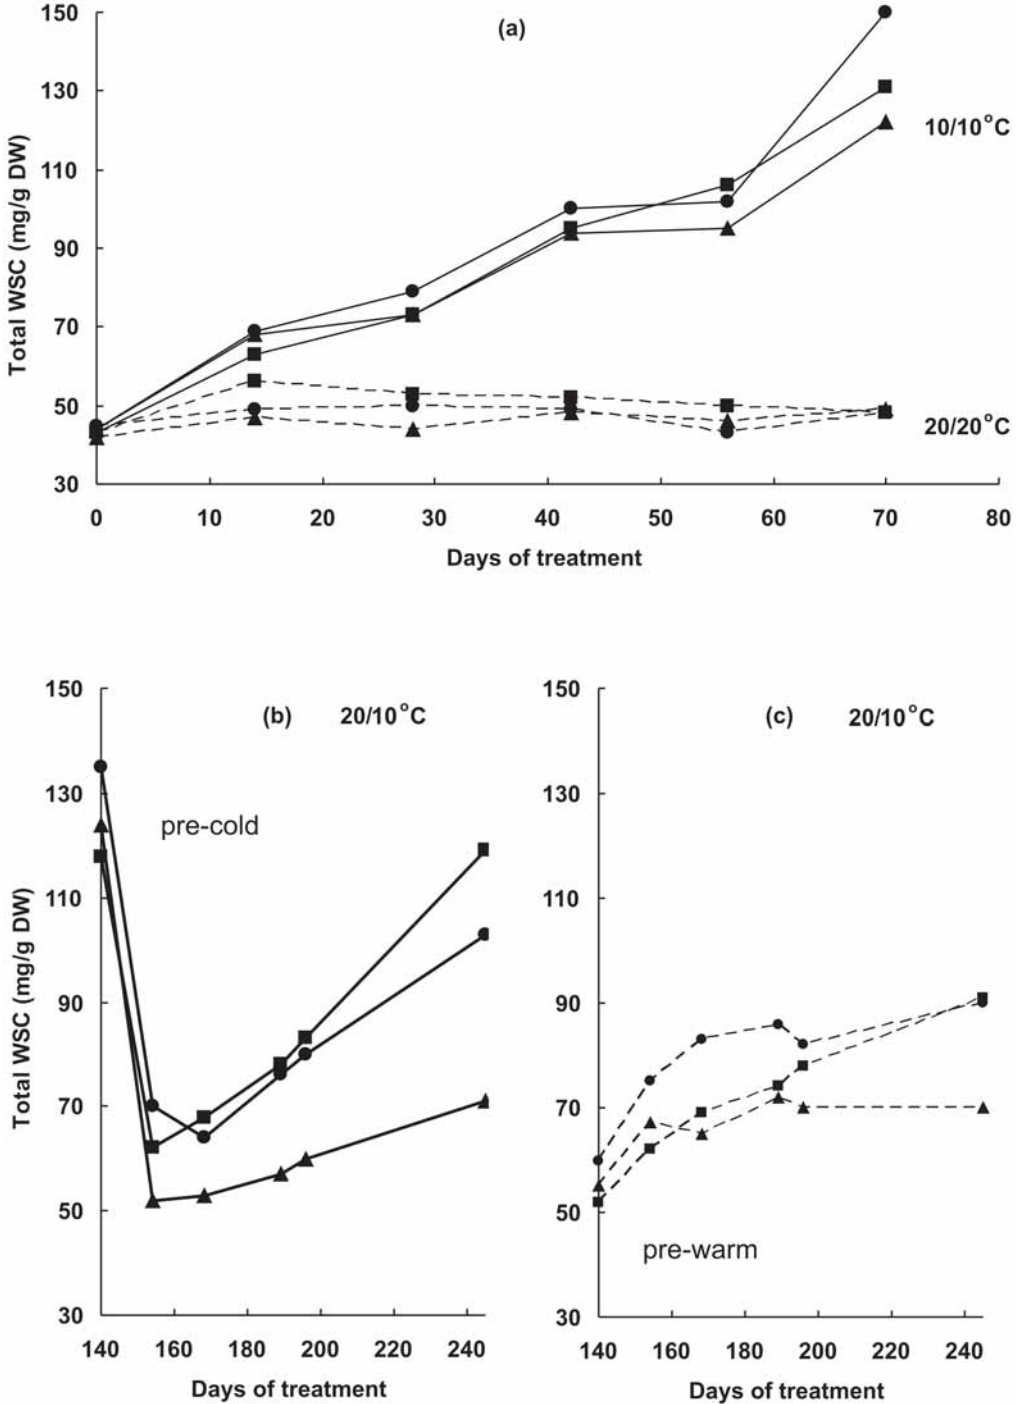 (a)
150
130
110
90
70
50
30
Total WSC (mg/g DW)
10/10°C
20/20°C
0 10 20 30 40 50 60 70 80
Days of treatment
(b) 20/10°C
pre-cold
150
130
110
90
70
50
30
Total WSC (mg/g DW)
140 160 180 200 220 240
Days of treatment
(c) 20/10°C
150
130
110
90
70
50
30
pre-warm
140 160 180 200 220 240
Days of treatment